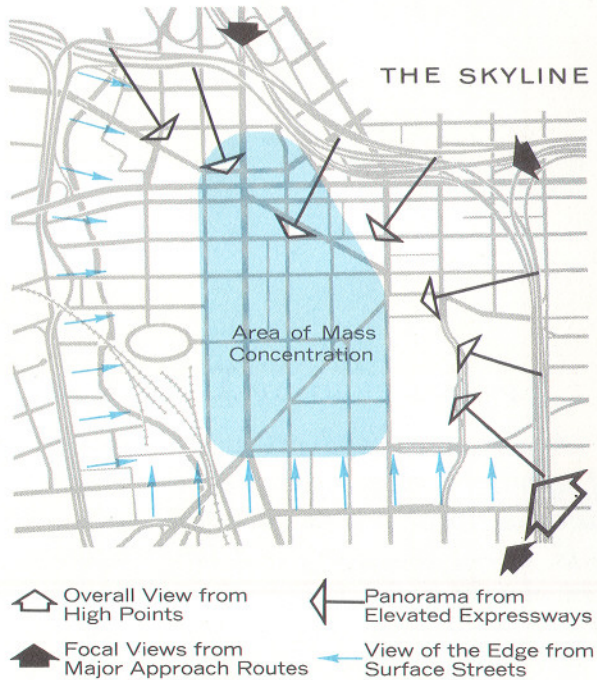 THE SKYLINE
Area of Mass
Concentration
Overall View from
High Points
Panorama from
Elevated Expressways
Focal Views from
Major Approach Routes
View of the Edge from
Surface Streets